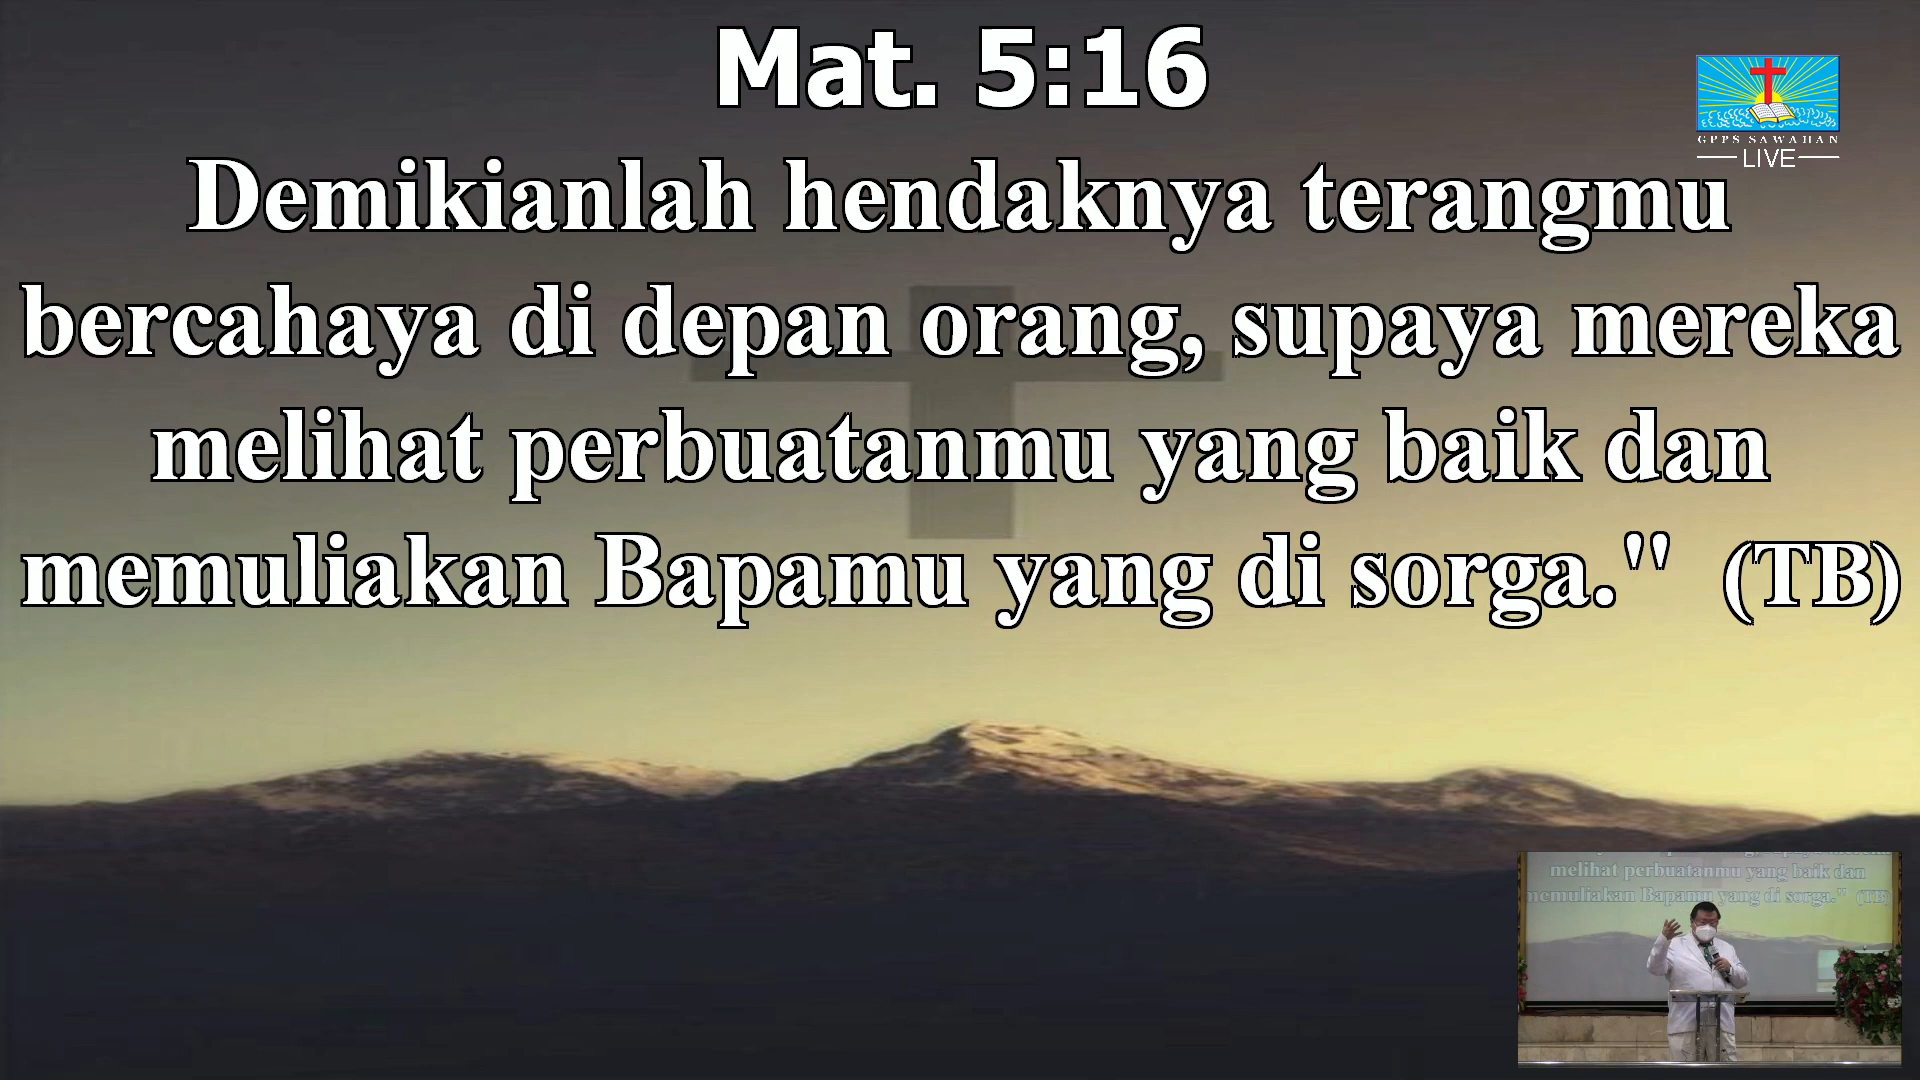 Mat. 5:16
GPPS SAWAHAN
LIVE
Demikianlah hendaknya terangmu
bercahaya di depan orang, supaya mereka
melihat perbuatanmu yang baik dan
memuliakan Bapamu yang di sorga." (TB)
melihat perbuatanmu yang baik dan
memuliakan Bapamu yang di sorga." (TB)